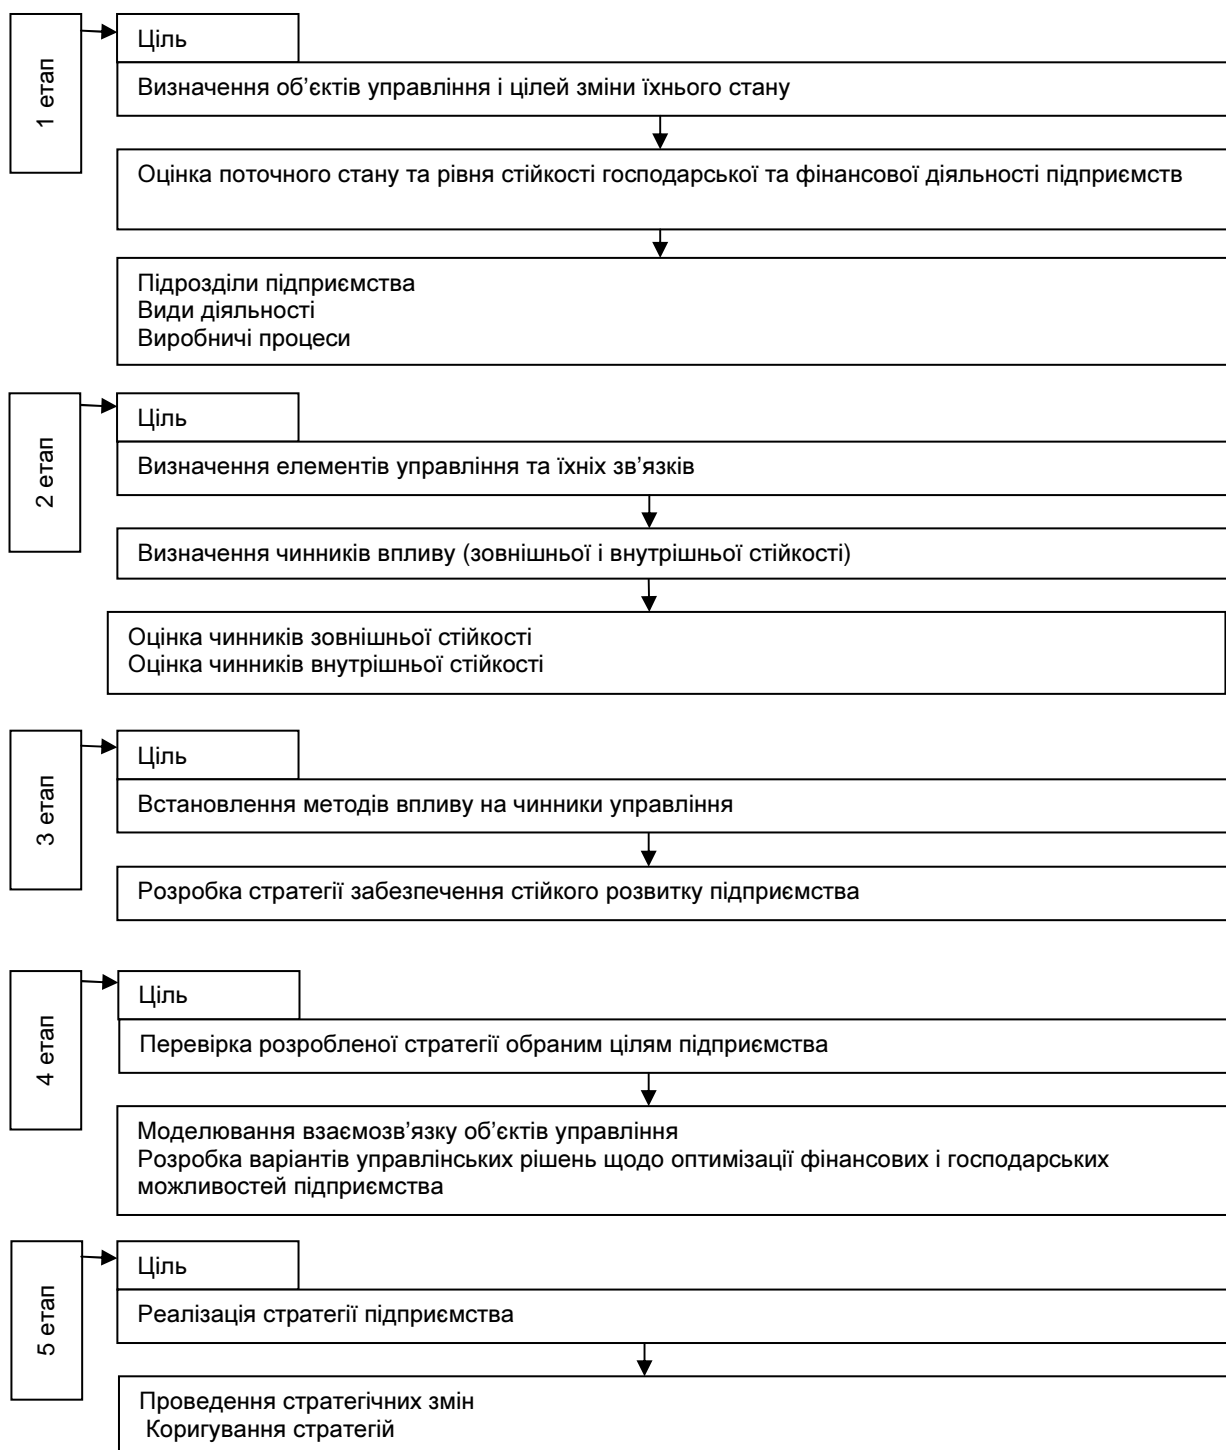 1 етап
Ціль
Визначення об’єктів управління і цілей зміни їхнього стану
Оцінка поточного стану та рівня стійкості господарської та фінансової діяльності підприємств
Підрозділи підприємства
Види діяльності
Виробничі процеси
2 етап
Ціль
Визначення елементів управління та їхніх зв’язків
Визначення чинників впливу (зовнішньої і внутрішньої стійкості)
Оцінка чинників зовнішньої стійкості
Оцінка чинників внутрішньої стійкості
3 етап
Ціль
Встановлення методів впливу на чинники управління
Розробка стратегії забезпечення стійкого розвитку підприємства
4 етап
Ціль
Перевірка розробленої стратегії обраним цілям підприємства
Моделювання взаємозв’язку об’єктів управління
Розробка варіантів управлінських рішень щодо оптимізації фінансових і господарських
можливостей підприємства
5 етап
Ціль
Реалізація стратегії підприємства
Проведення стратегічних змін
Коригування стратегій